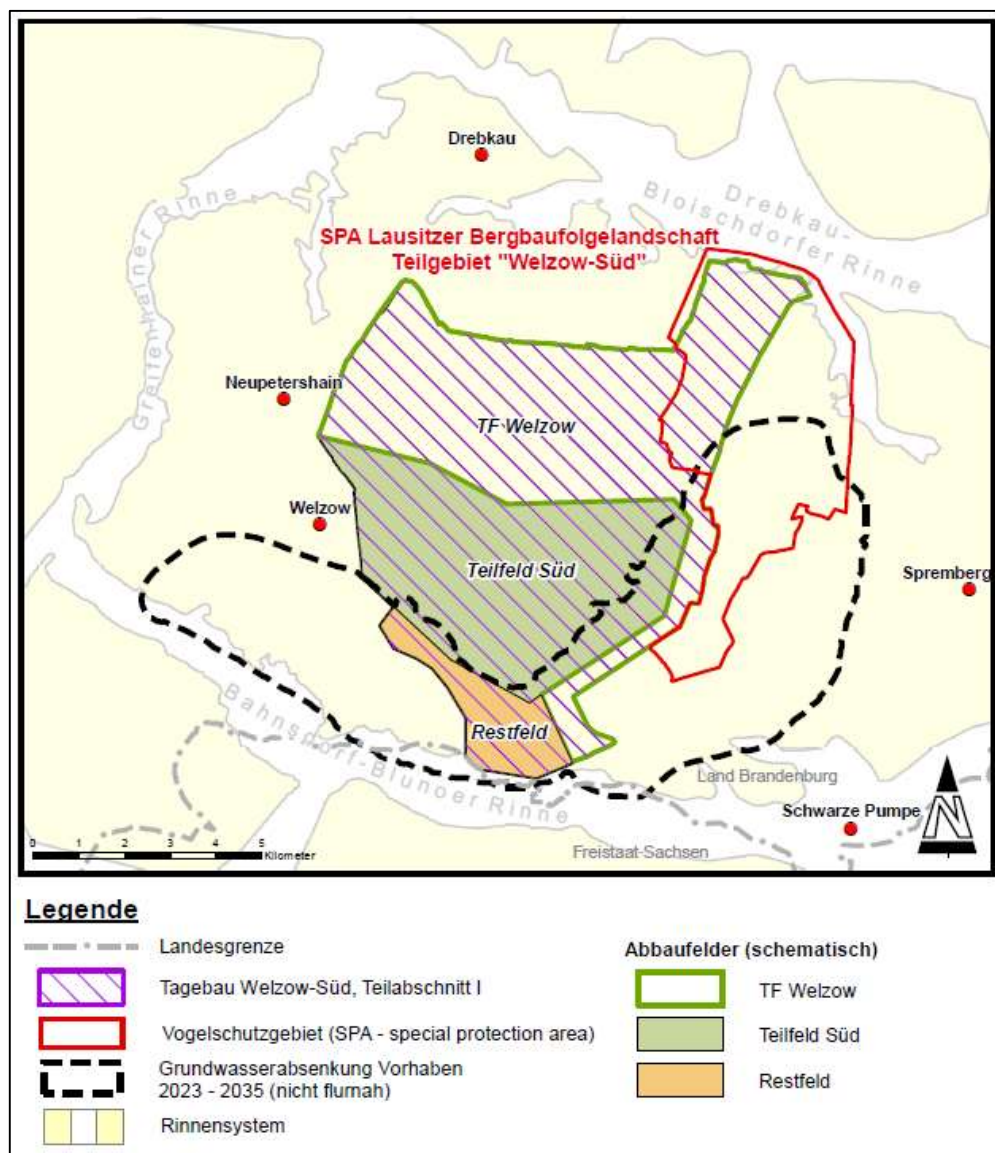 Drebkau
Drebkau-
Bloischdorfer Rinne
Greifenhainer Rinne
SPA Lausitzer Bergbaufolgelandschaft
Teilgebiet "Welzow-Süd"
Neupetershain
TF Welzow
Welzow
Teilfeld Süd
Spremberg
Restfeld
Bahnsdorf-Blunoer Rinne
Land Brandenburg
Schwarze Pumpe
Freistaat-Sachsen
N
0 1 2 3 4 5
Kilometer
Legende
Landesgrenze
Tagebau Welzow-Süd, Teilabschnitt I
Vogelschutzgebiet (SPA - special protection area)
Grundwasserabsenkung Vorhaben
2023 - 2035 (nicht flurnah)
Rinnensystem
Abbaufelder (schematisch)
TF Welzow
Teilfeld Süd
Restfeld